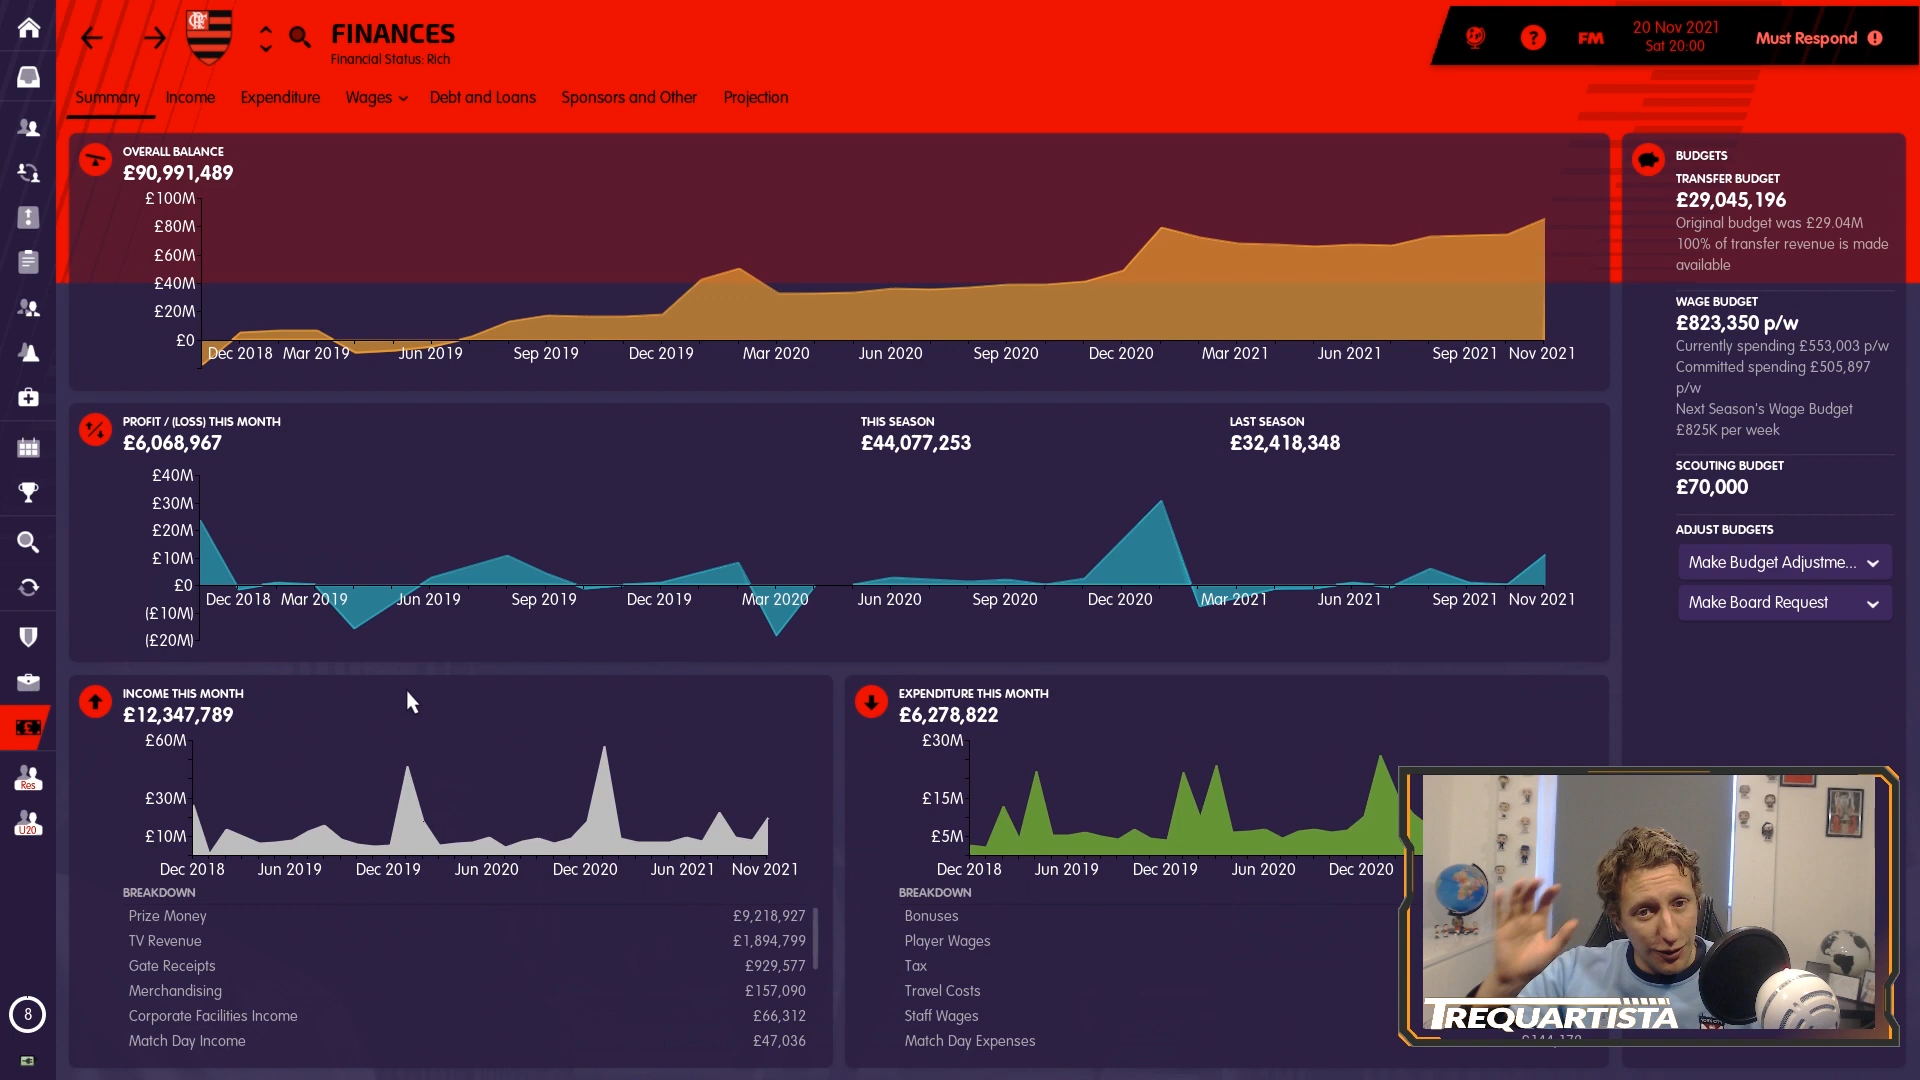 FINANCES
Financial Status: Rich
FM
20 Nov 2021
Sat 20:00
Must Respond
Summary
Income
Expenditure
Wages
Debt and Loans
Sponsors and Other
Projection
OVERALL BALANCE
£90,991,489
£100M
£80M
£60M
£40M
£20M
£0
Dec 2018 Mar 2019 Jun 2019 Sep 2019 Dec 2019 Mar 2020 Jun 2020 Sep 2020 Dec 2020 Mar 2021 Jun 2021 Sep 2021 Nov 2021
PROFIT / (LOSS) THIS MONTH
£6,068,967
THIS SEASON
£44,077,253
LAST SEASON
£32,418,348
£40M
£30M
£20M
£10M
£0
(£10M)
(£20M)
Dec 2018 Mar 2019 Jun 2019 Sep 2019 Dec 2019 Mar 2020 Jun 2020 Sep 2020 Dec 2020 Mar 2021 Jun 2021 Sep 2021 Nov 2021
INCOME THIS MONTH
£12,347,789
£60M
£30M
£10M
Dec 2018 Jun 2019 Dec 2019 Jun 2020 Dec 2020 Jun 2021 Nov 2021
BREAKDOWN
Prize Money £9,218,927
TV Revenue £1,894,799
Gate Receipts £929,577
Merchandising £157,090
Corporate Facilities Income £66,312
Match Day Income £47,036
EXPENDITURE THIS MONTH
£6,278,822
£30M
£15M
£5M
Dec 2018 Jun 2019 Dec 2019 Jun 2020 Dec 2020
BREAKDOWN
Bonuses
Player Wages
Tax
Travel Costs
Staff Wages
Match Day Expenses
BUDGETS
TRANSFER BUDGET
£29,045,196
Original budget was £29.04M
100% of transfer revenue is made
available
WAGE BUDGET
£823,350 p/w
Currently spending £553,003 p/w
Committed spending £505,897
p/w
Next Season's Wage Budget
£825K per week
SCOUTING BUDGET
£70,000
ADJUST BUDGETS
Make Budget Adjustme...
Make Board Request
Res
U20
8
TREQUARTISTA